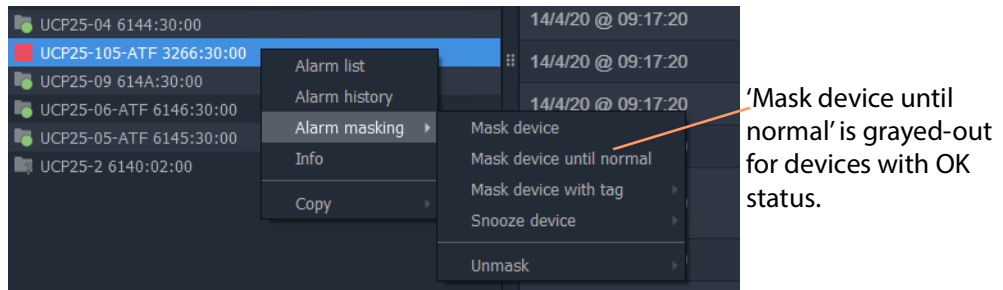 UCP25-04 6144:30:00
UCP25-105-ATF 3266:30:00
UCP25-09 614A:30:00
UCP25-06-ATF 6146:30:00
UCP25-05-ATF 6145:30:00
UCP25-2 6140:02:00
Alarm list
Alarm history
Alarm masking
Info
Copy
14/4/20 @ 09:17:20
14/4/20 @ 09:17:20
14/4/20 @ 09:17:20
Mask device
Mask device until normal
Mask device with tag
Snooze device
Unmask
‘Mask device until
normal’ is grayed-out
for devices with OK
status.